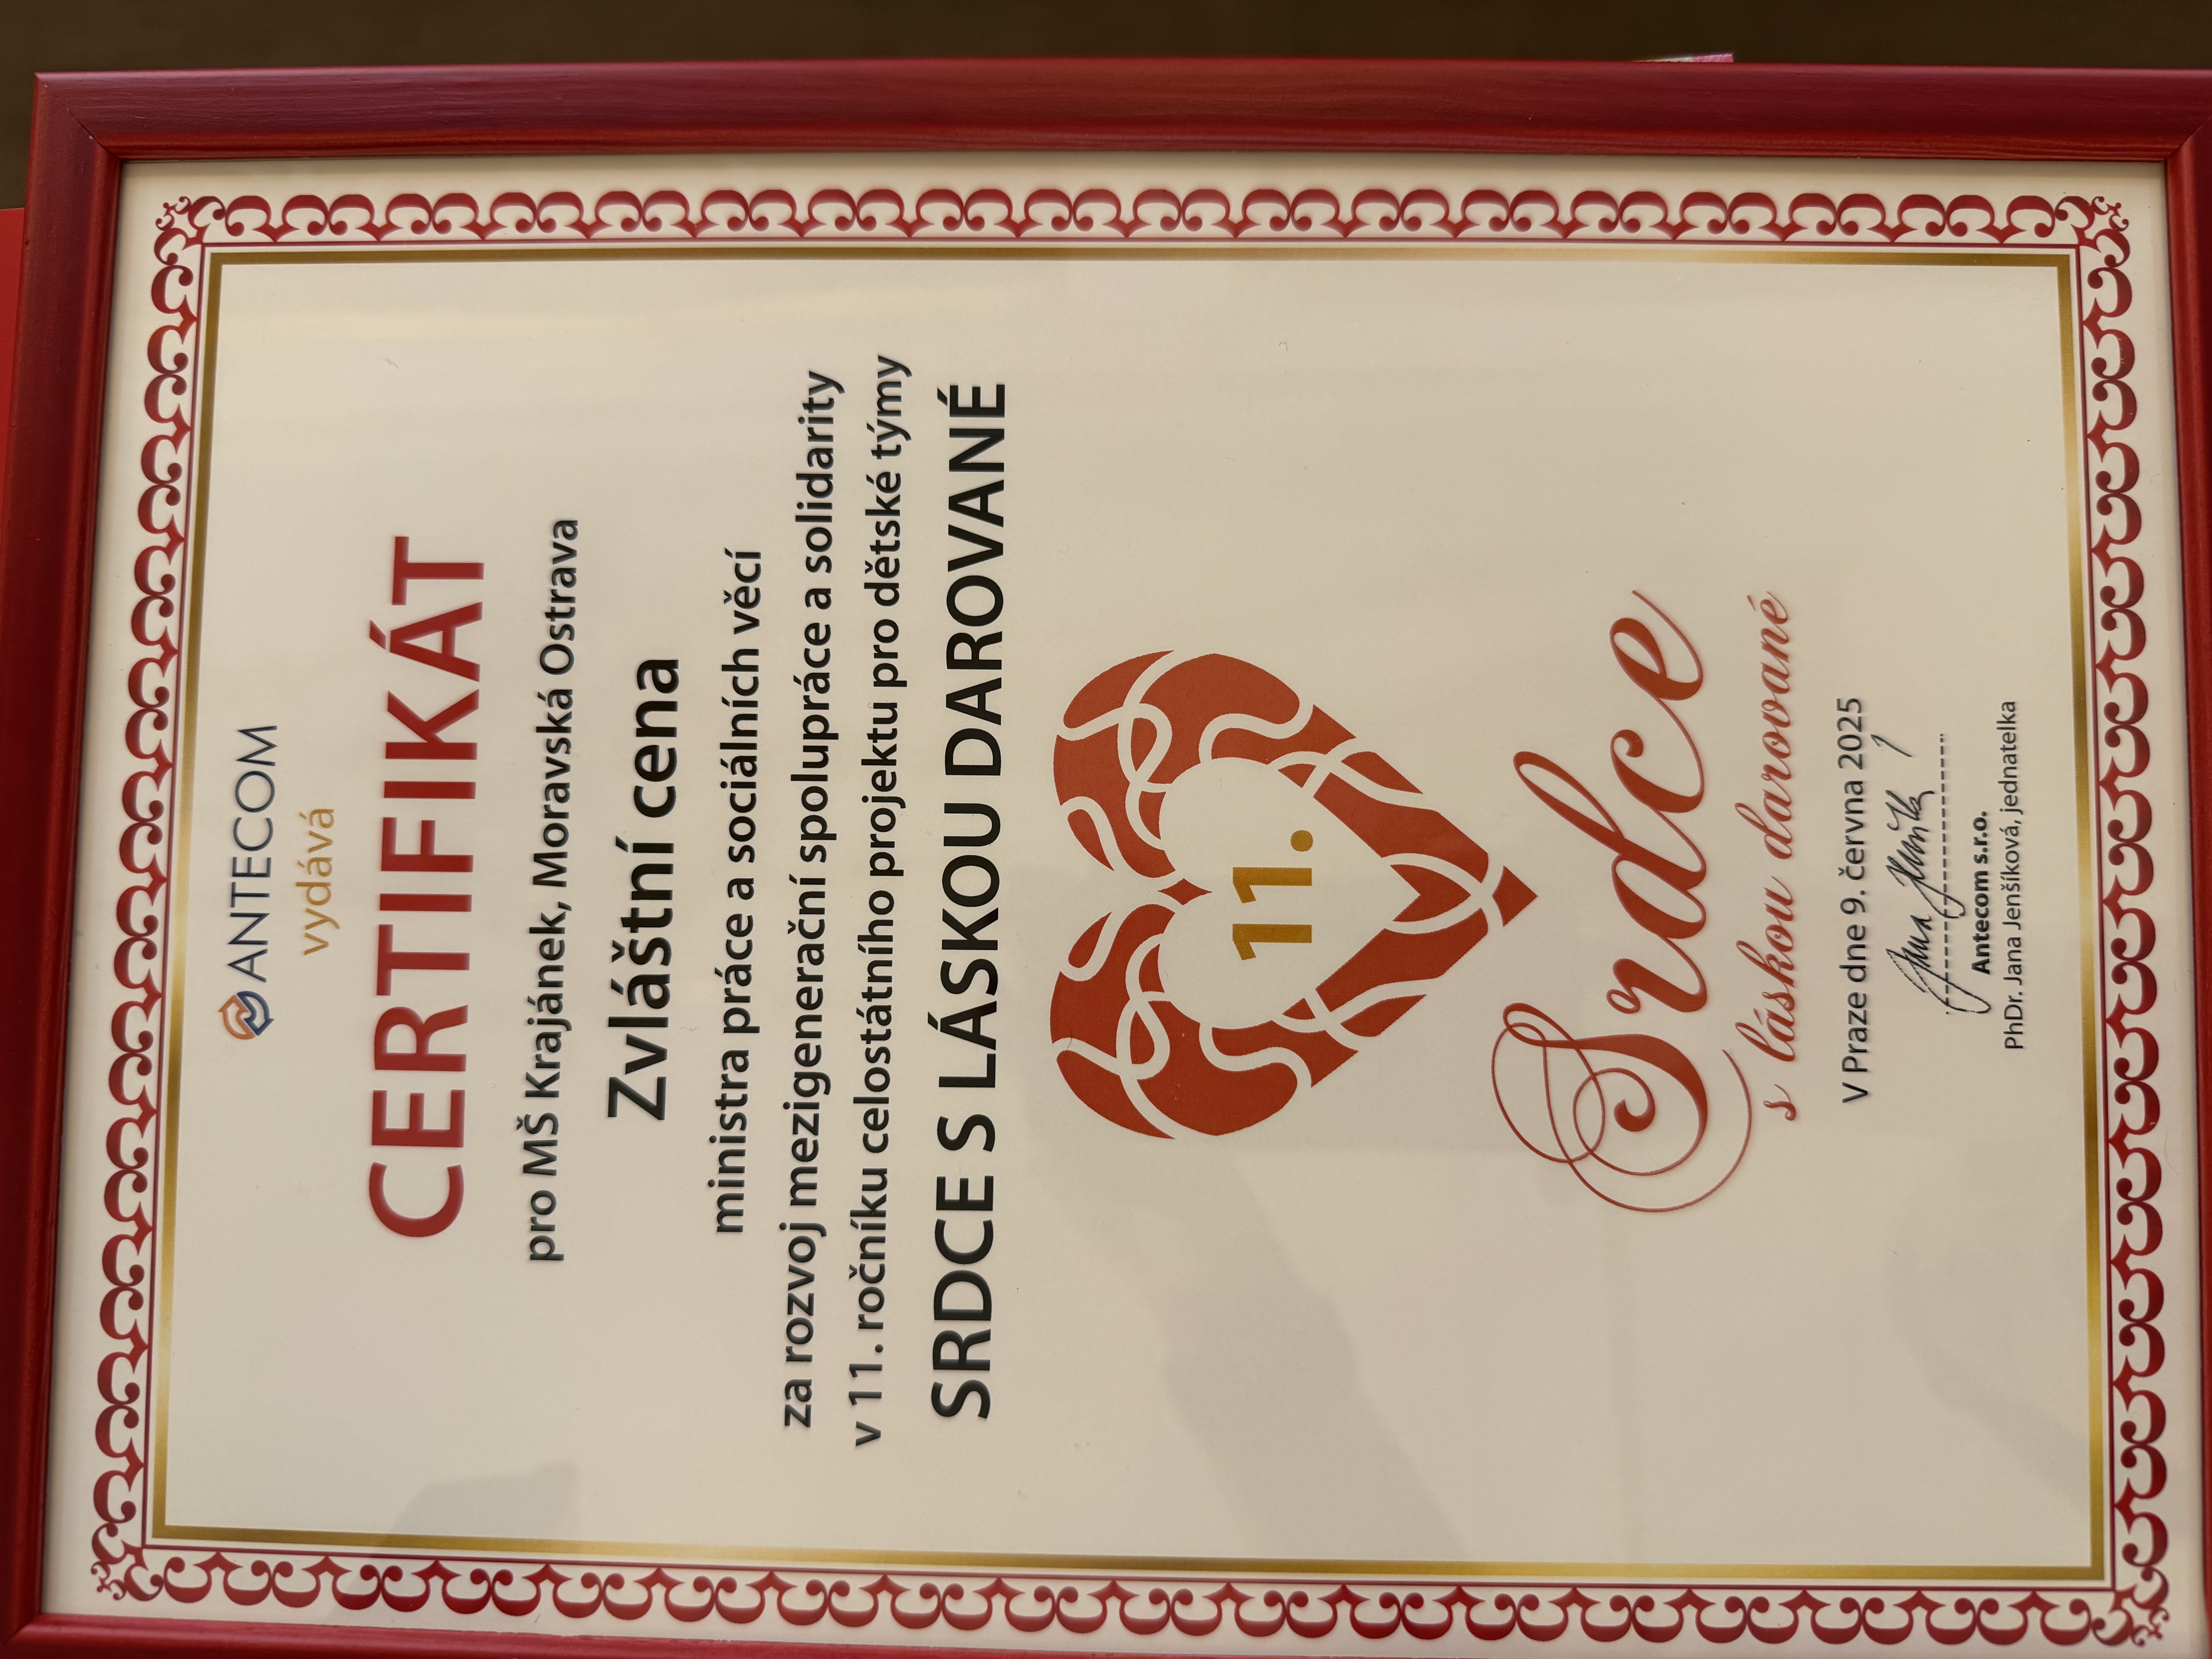 ANTECOM
vydává
CERTIFIKÁT
pro MŠ Krajánek, Moravská Ostrava
Zvláštní cena
ministra práce a sociálních věcí
za rozvoj mezigenerační spolupráce a solidarity
v 11. ročníku celostátního projektu pro dětské týmy
SRDCE S LÁSKOU DAROVANÉ
11.
Srdce
s láskou darované
V Praze dne 9. června 2025
Antecom s.r.o.
PhDr. Jana Jenšíková, jednatelka